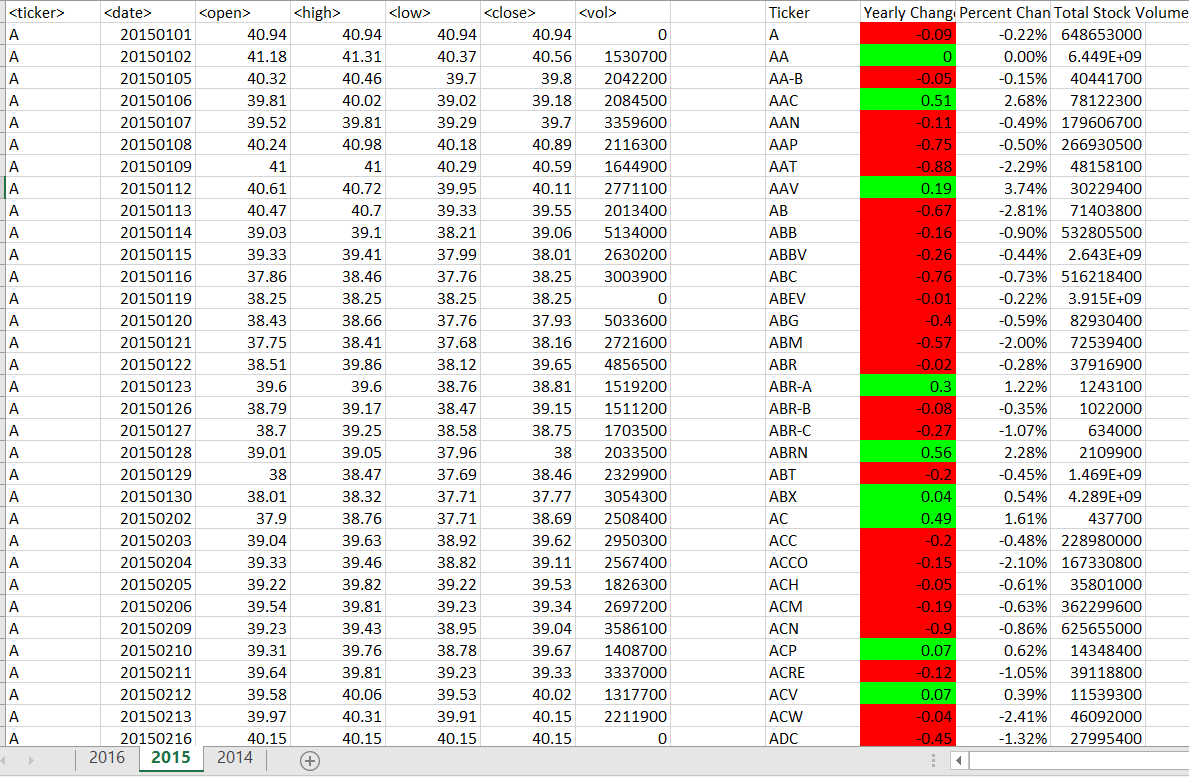 <ticker> <date> <open> <high> <low> <close> <vol> Ticker Yearly Change Percent Chan Total Stock Volume
A 20150101 40.94 40.94 40.94 40.94 0 A -0.09 -0.22% 648653000
A 20150102 41.18 41.31 40.37 40.56 1530700 AA 0 0.00% 6.449E+09
A 20150105 40.32 40.46 39.7 39.8 2042200 AA-B -0.05 -0.15% 40441700
A 20150106 39.81 40.02 39.02 39.18 2084500 AAC 0.51 2.68% 78122300
A 20150107 39.52 39.81 39.29 39.7 3359600 AAN -0.11 -0.49% 179606700
A 20150108 40.24 40.98 40.18 40.89 2116300 AAP -0.75 -0.50% 266930500
A 20150109 41 41 40.29 40.59 1644900 AAT -0.88 -2.29% 48158100
A 20150112 40.61 40.72 39.95 40.11 2771100 AAV 0.19 3.74% 30229400
A 20150113 40.47 40.7 39.33 39.55 2013400 AB -0.67 -2.81% 71403800
A 20150114 39.03 39.1 38.21 39.06 5134000 ABB -0.16 -0.90% 532805500
A 20150115 39.33 39.41 37.99 38.01 2630200 ABBV -0.26 -0.44% 2.643E+09
A 20150116 37.86 38.46 37.76 38.25 3003900 ABC -0.76 -0.73% 516218400
A 20150119 38.25 38.25 38.25 38.25 0 ABEV -0.01 -0.22% 3.915E+09
A 20150120 38.43 38.66 37.76 37.93 5033600 ABG -0.4 -0.59% 82930400
A 20150121 37.75 38.41 37.68 38.16 2721600 ABM -0.57 -2.00% 72539400
A 20150122 38.51 39.86 38.12 39.65 4856500 ABR -0.02 -0.28% 37916900
A 20150123 39.6 39.6 38.76 38.81 1519200 ABR-A 0.3 1.22% 1243100
A 20150126 38.79 39.17 38.47 39.15 1511200 ABR-B -0.08 -0.35% 1022000
A 20150127 38.7 39.25 38.58 38.75 1703500 ABR-C -0.27 -1.07% 634000
A 20150128 39.01 39.05 37.96 38 2033500 ABRN 0.56 2.28% 2109900
A 20150129 38 38.47 37.69 38.46 2329900 ABT -0.2 -0.45% 1.469E+09
A 20150130 38.01 38.32 37.71 37.77 3054300 ABX 0.04 0.54% 4.289E+09
A 20150202 37.9 38.76 37.71 38.69 2508400 AC 0.49 1.61% 437700
A 20150203 39.04 39.63 38.92 39.62 2950300 ACC -0.2 -0.48% 228980000
A 20150204 39.33 39.46 38.82 39.11 2567400 ACCO -0.15 -2.10% 167330800
A 20150205 39.22 39.82 39.22 39.53 1826300 ACH -0.05 -0.61% 35801000
A 20150206 39.54 39.81 39.23 39.34 2697200 ACM -0.19 -0.63% 362299600
A 20150209 39.23 39.43 38.95 39.04 3586100 ACN -0.9 -0.86% 625655000
A 20150210 39.31 39.76 38.78 39.67 1408700 ACP 0.07 0.62% 14348400
A 20150211 39.64 39.81 39.23 39.33 3337000 ACRE -0.12 -1.05% 39118800
A 20150212 39.58 40.06 39.53 40.02 1317700 ACV 0.07 0.39% 11539300
A 20150213 39.97 40.31 39.91 40.15 2211900 ACW -0.04 -2.41% 46092000
A 20150216 40.15 40.15 40.15 40.15 0 ADC -0.45 -1.32% 27995400
2016 2015 2014